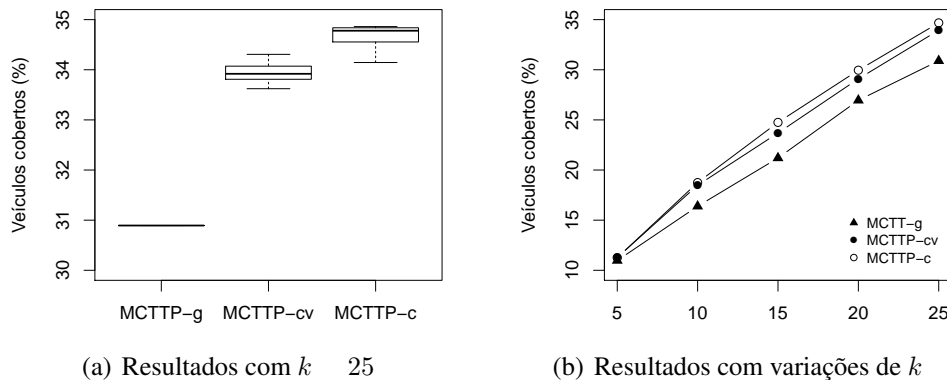 Veículos cobertos (%)
35
34
33
32
31
30
MCTTP-g
MCTTP-cv
MCTTP-c
(a) Resultados com k 25
Veículos cobertos (%)
35
30
25
20
15
10
MCTT-g
MCTTP-cv
MCTTP-c
5
10
15
20
25
(b) Resultados com variações de k